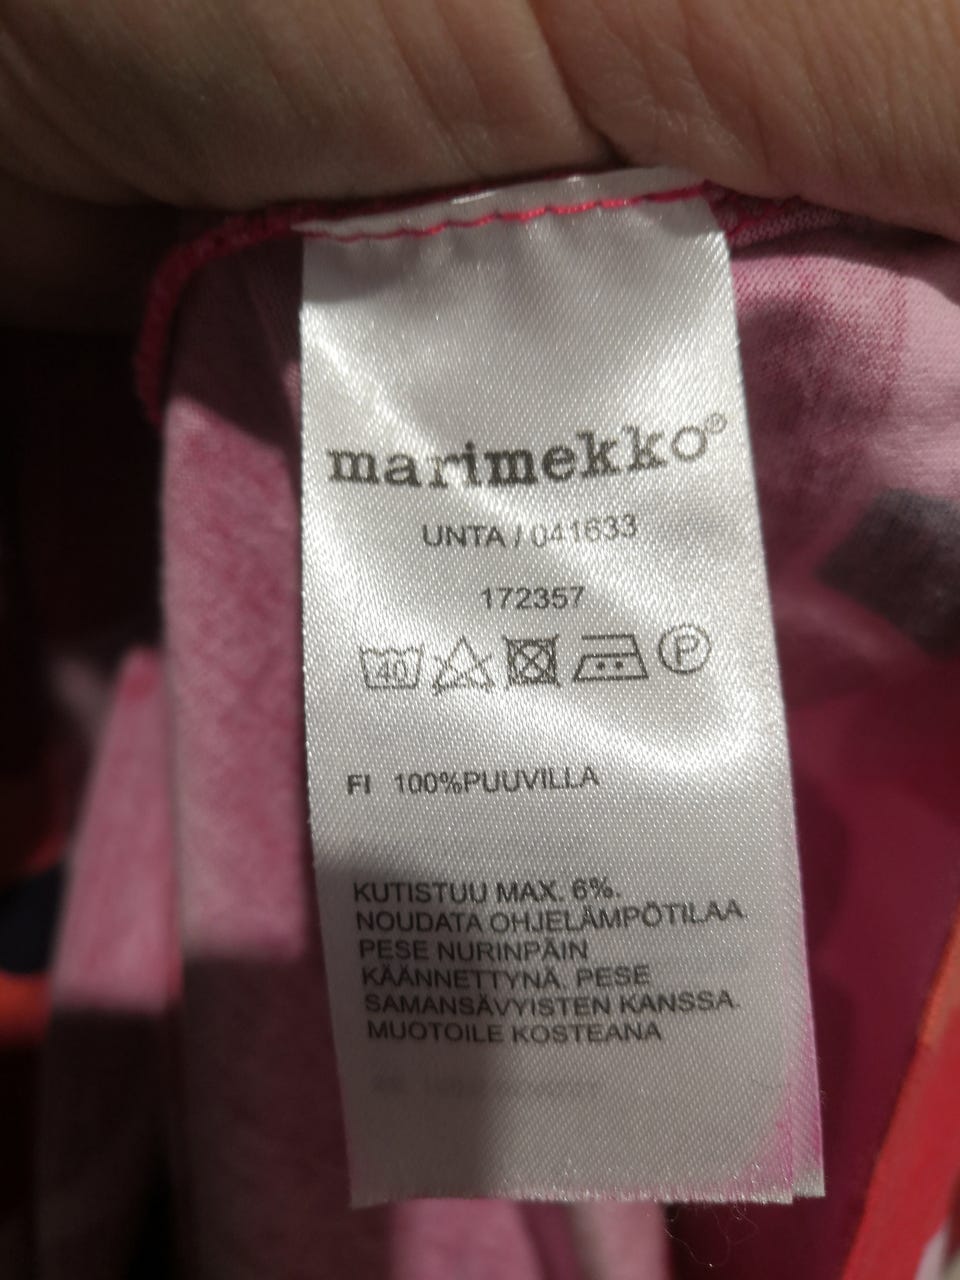 marimekko®
UNTA / 041633
172357
40 P
FI 100%PUUVILLA
KUTISTUU MAX. 6%.
NOUDATA OHJELÄMPÖTILAA
PESE NURINPÄIN
KÄÄNNETTYNÄ. PESE
SAMANSÄVYISTEN KANSSA.
MUOTOILE KOSTEANA